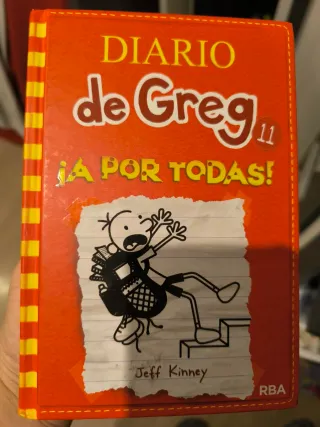 DIARIO
de Greg 11
¡A POR TODAS!
Jeff Kinney
RBA